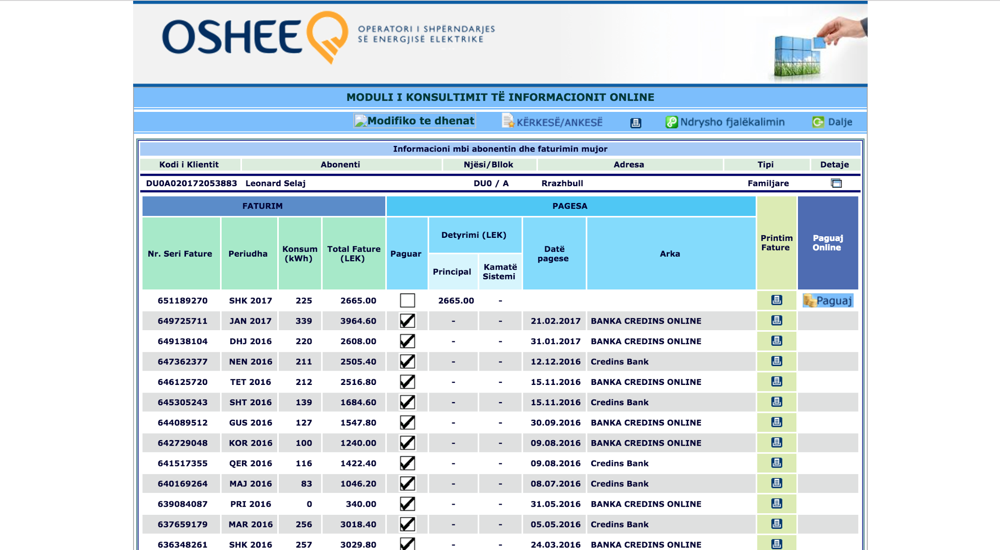 OSHEE
OPERATORI I SHPËRNDARJES
SË ENERGJISË ELEKTRIKE
MODULI I KONSULTIMIT TË INFORMACIONIT ONLINE
Modifiko te dhenat KËRKESË/ANKESË Ndrysho fjalëkalimin Dalje
Informacioni mbi abonentin dhe faturimin mujor
Kodi i Klientit Abonenti Njësi/Bllok Adresa Tipi Detaje
DU0A020172053883 Leonard Selaj DU0 / A Rrazhbull Familjare
FATURIM PAGESA
Nr. Seri Fature Periudha Konsum (kWh) Total Fature (LEK) Paguar Detyrimi (LEK) Principal Kamatë Sistemi Datë pagese Arka Printim Fature Paguaj Online
651189270 SHK 2017 225 2665.00 2665.00 - Paguaj
649725711 JAN 2017 339 3964.60 - - 21.02.2017 BANKA CREDINS ONLINE
649138104 DHJ 2016 220 2608.00 - - 31.01.2017 BANKA CREDINS ONLINE
647362377 NEN 2016 211 2505.40 - - 12.12.2016 Credins Bank
646125720 TET 2016 212 2516.80 - - 15.11.2016 BANKA CREDINS ONLINE
645305243 SHT 2016 139 1684.60 - - 15.11.2016 Credins Bank
644089512 GUS 2016 127 1547.80 - - 30.09.2016 BANKA CREDINS ONLINE
642729048 KOR 2016 100 1240.00 - - 09.08.2016 BANKA CREDINS ONLINE
641517355 QER 2016 116 1422.40 - - 09.08.2016 Credins Bank
640169264 MAJ 2016 83 1046.20 - - 08.07.2016 Credins Bank
639084087 PRI 2016 0 340.00 - - 31.05.2016 BANKA CREDINS ONLINE
637659179 MAR 2016 256 3018.40 - - 05.05.2016 Credins Bank
636348261 SHK 2016 257 3029.80 - - 24.03.2016 BANKA CREDINS ONLINE